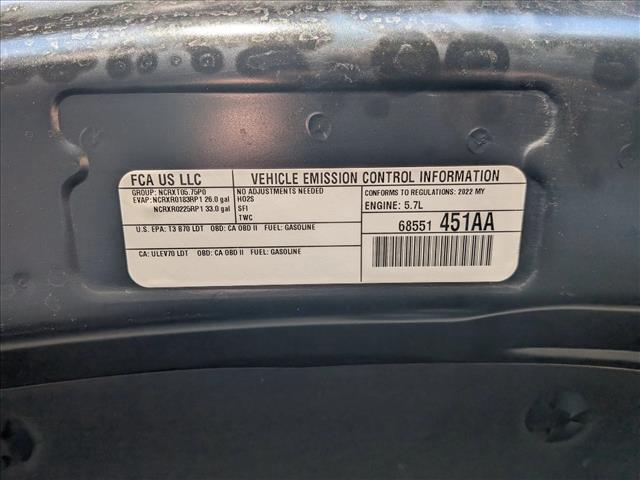 FCA US LLC
VEHICLE EMISSION CONTROL INFORMATION
GROUP: NCRXT05.75P0
EVAP: NCRXR0183RP1 26.0 gal
NCRXR0225RP1 33.0 gal
NO ADJUSTMENTS NEEDED
HO2S
SFI
TWC
CONFORMS TO REGULATIONS: 2022 MY
ENGINE: 5.7L
68551 451AA
U.S. EPA: T3 B70 LDT OBD: CA OBD II FUEL: GASOLINE
CA: ULEV70 LDT OBD: CA OBD II FUEL: GASOLINE